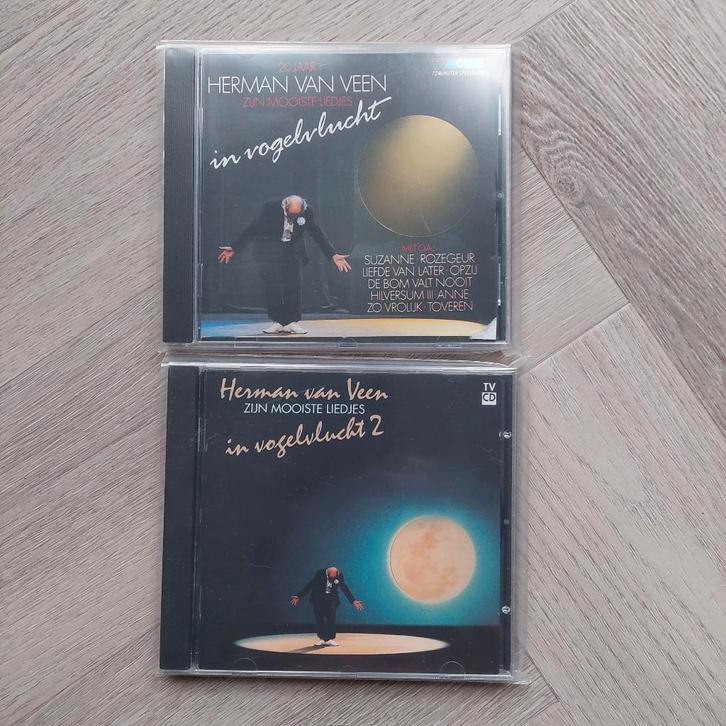 20 JAAR
HERMAN VAN VEEN
ZIJN MOOISTE LIEDJES
in vogelvlucht
MET O.A.:
SUZANNE · ROZEGEUR
LIEFDE VAN LATER · OPZIJ
DE BOM VALT NOOIT
HILVERSUM III · ANNE
ZO VROLIJK · TOVEREN
Herman van Veen
ZIJN MOOISTE LIEDJES
in vogelvlucht 2
TV
CD